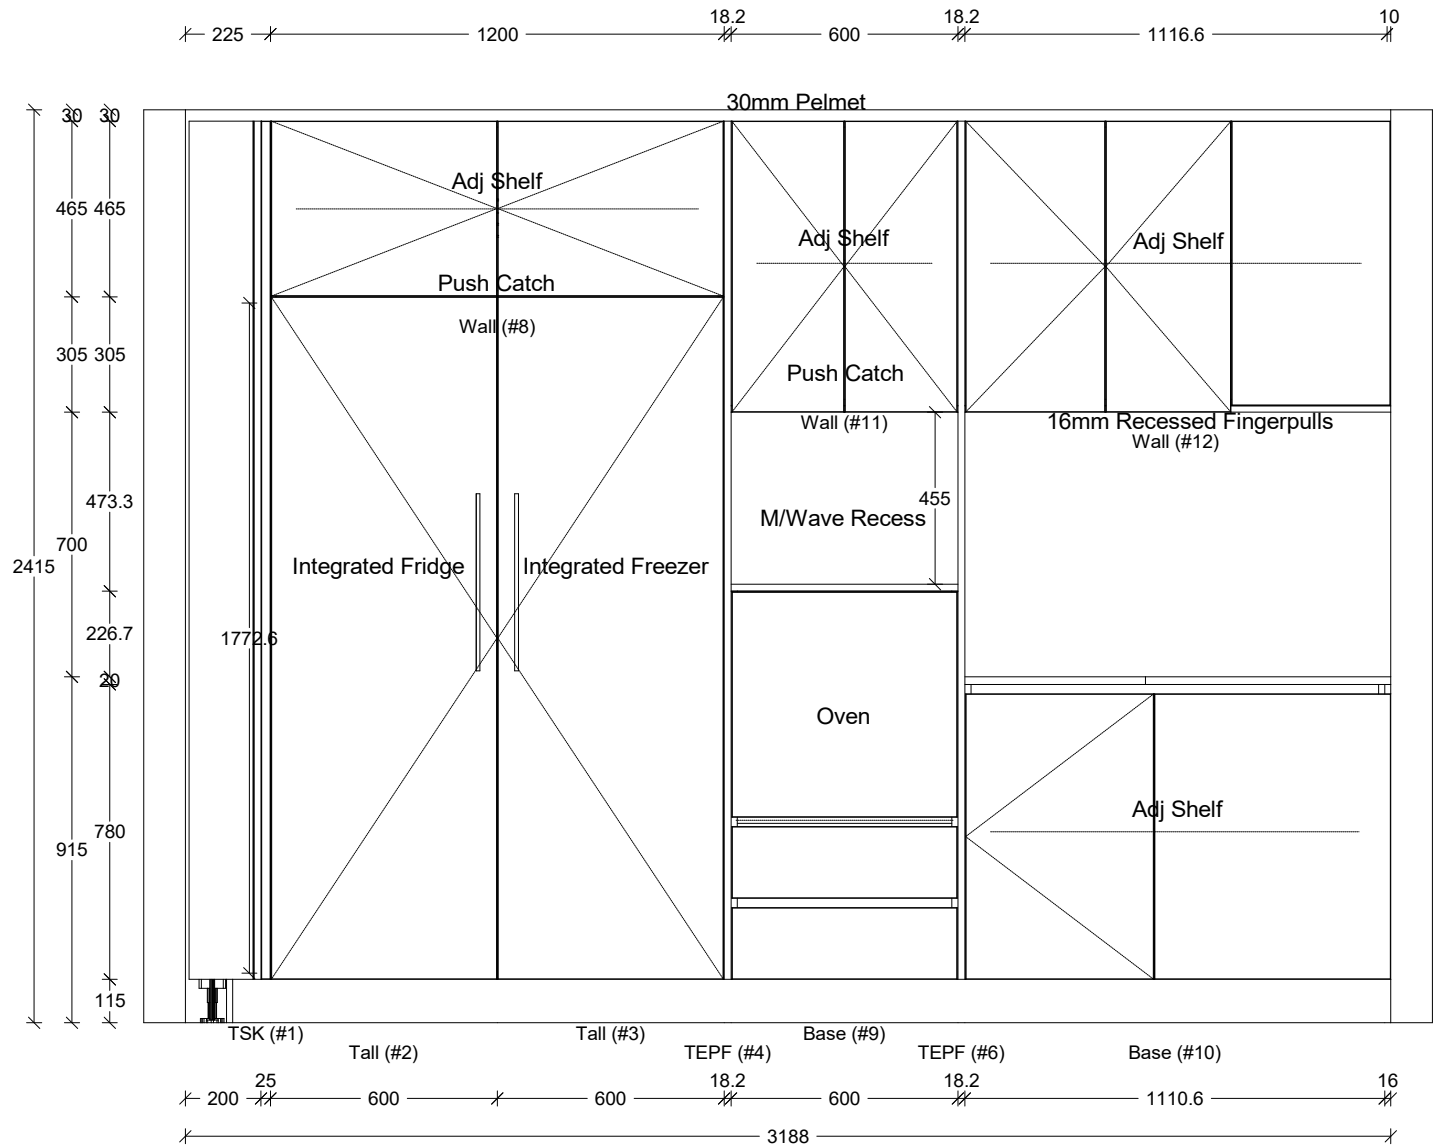 18.2 18.2 10
225 1200 600 1116.6
30mm Pelmet
30 30
Adj Shelf
465 465
Adj Shelf Adj Shelf
Push Catch
Wall (#8)
305 305
Push Catch
Wall (#11) 16mm Recessed Fingerpulls
Wall (#12)
473.3 455
M/Wave Recess
700
2415 Integrated Fridge Integrated Freezer
226.7 1772.6
20
Oven
Adj Shelf
915 780
115
TSK (#1) Tall (#3) Base (#9)
Tall (#2) TEPF (#4) TEPF (#6) Base (#10)
25 18.2 18.2 16
200 600 600 600 1110.6
3188